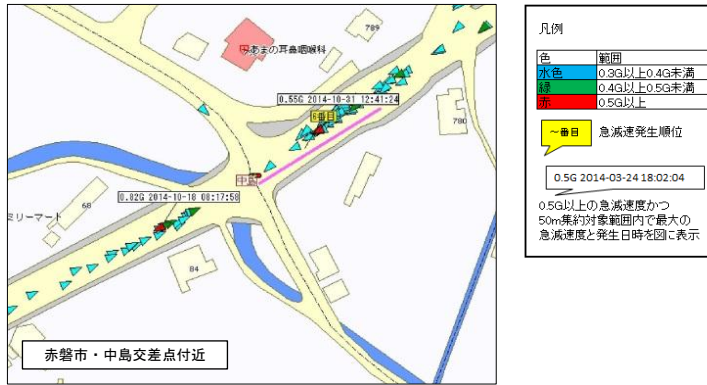 あまの耳鼻咽喉科
789
0.55G 2014-10-31 12:41:24
6番目
780
中島
0.82G 2014-10-18 08:17:58
68
ミリーマート
84
赤磐市・中島交差点付近
凡例
色 範囲
水色 0.3G以上0.4G未満
緑 0.4G以上0.5G未満
赤 0.5G以上
～番目 急減速発生順位
0.5G 2014-03-24 18:02:04
0.5G以上の急減速度かつ
50m集約対象範囲内で最大の
急減速度と発生日時を図に表示